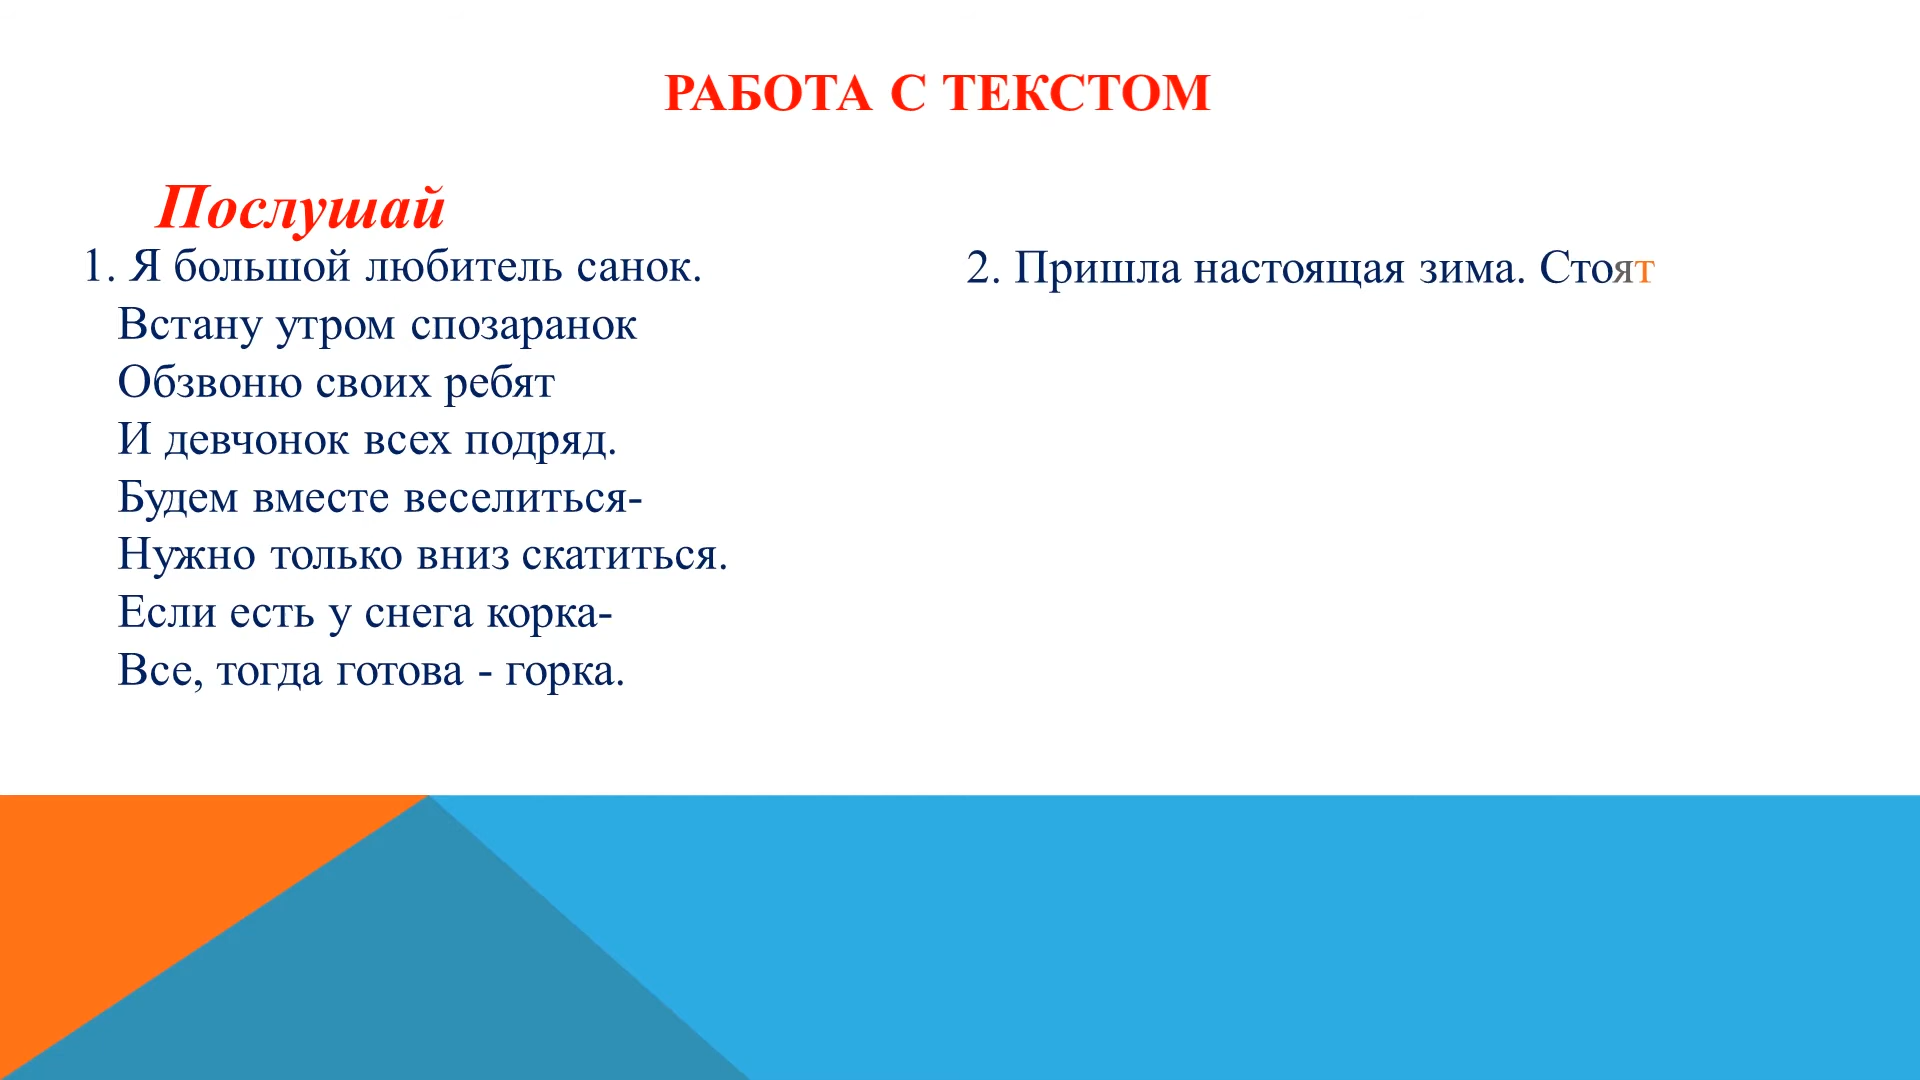 РАБОТА С ТЕКСТОМ
Послушай
1. Я большой любитель санок.
Встану утром спозаранок
Обзвоню своих ребят
И девчонок всех подряд.
Будем вместе веселиться-
Нужно только вниз скатиться.
Если есть у снега корка-
Все, тогда готова - горка.
2. Пришла настоящая зима. Стоят